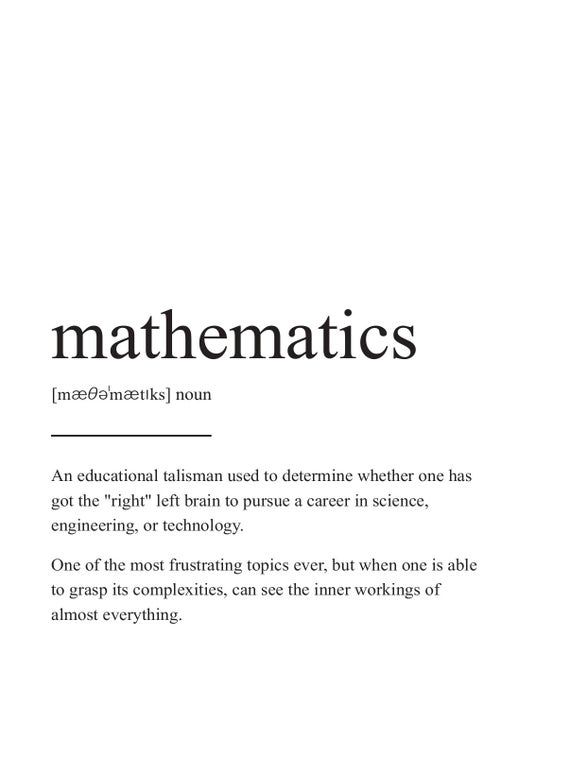 mathematics
[mæθəˈmætɪks] noun
An educational talisman used to determine whether one has
got the "right" left brain to pursue a career in science,
engineering, or technology.
One of the most frustrating topics ever, but when one is able
to grasp its complexities, can see the inner workings of
almost everything.